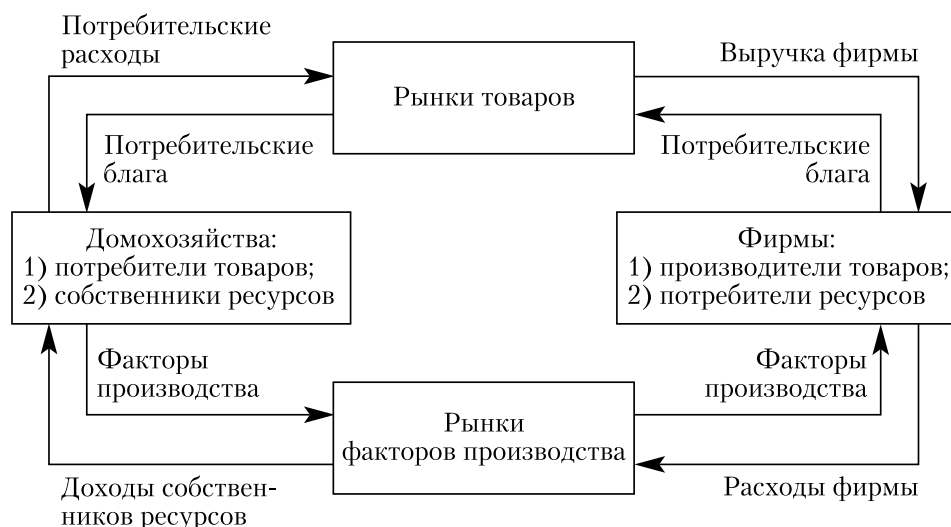 Потребительские
расходы
Рынки товаров
Выручка фирмы
Потребительские
блага
Потребительские
блага
Домохозяйства:
1) потребители товаров;
2) собственники ресурсов
Фирмы:
1) производители товаров;
2) потребители ресурсов
Факторы
производства
Рынки
факторов производства
Факторы
производства
Доходы собствен-
ников ресурсов
Расходы фирмы